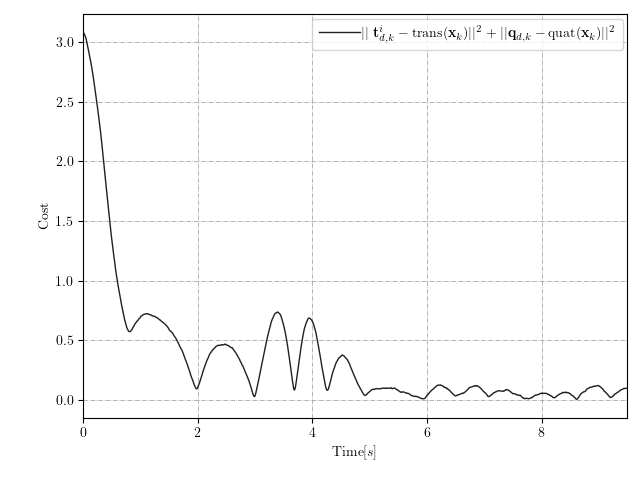 || t^i_{d,k} − trans(x_k)||^2 + ||q_{d,k} − quat(x_k)||^2
3.0
2.5
2.0
1.5
1.0
0.5
0.0
Cost
0 2 4 6 8
Time[s]